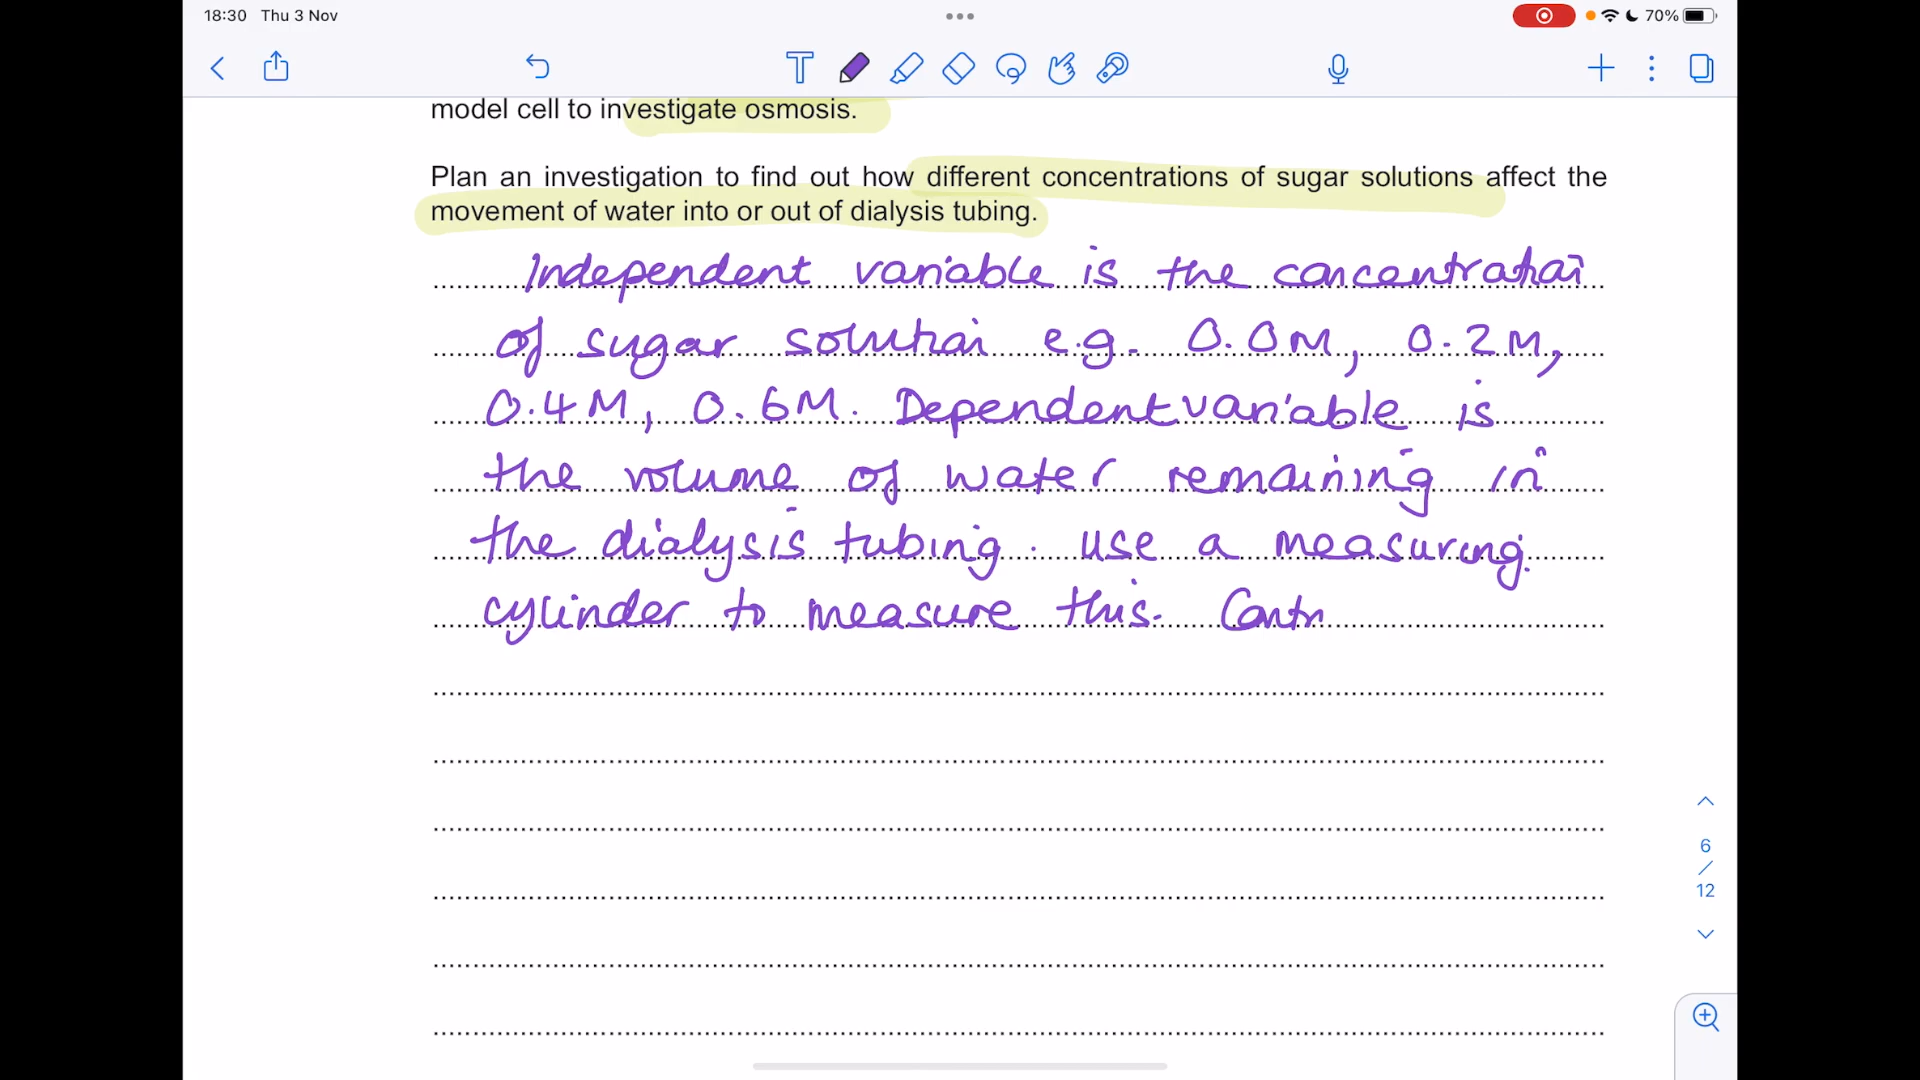 18:30 Thu 3 Nov
70%
model cell to investigate osmosis.
Plan an investigation to find out how different concentrations of sugar solutions affect the
movement of water into or out of dialysis tubing.
Independent variable is the concentration
of sugar solution e.g. 0.0M, 0.2M,
0.4M, 0.6M. Dependent variable is
the volume of water remaining in
the dialysis tubing. use a measuring
cylinder to measure this. Contr
6
/
12